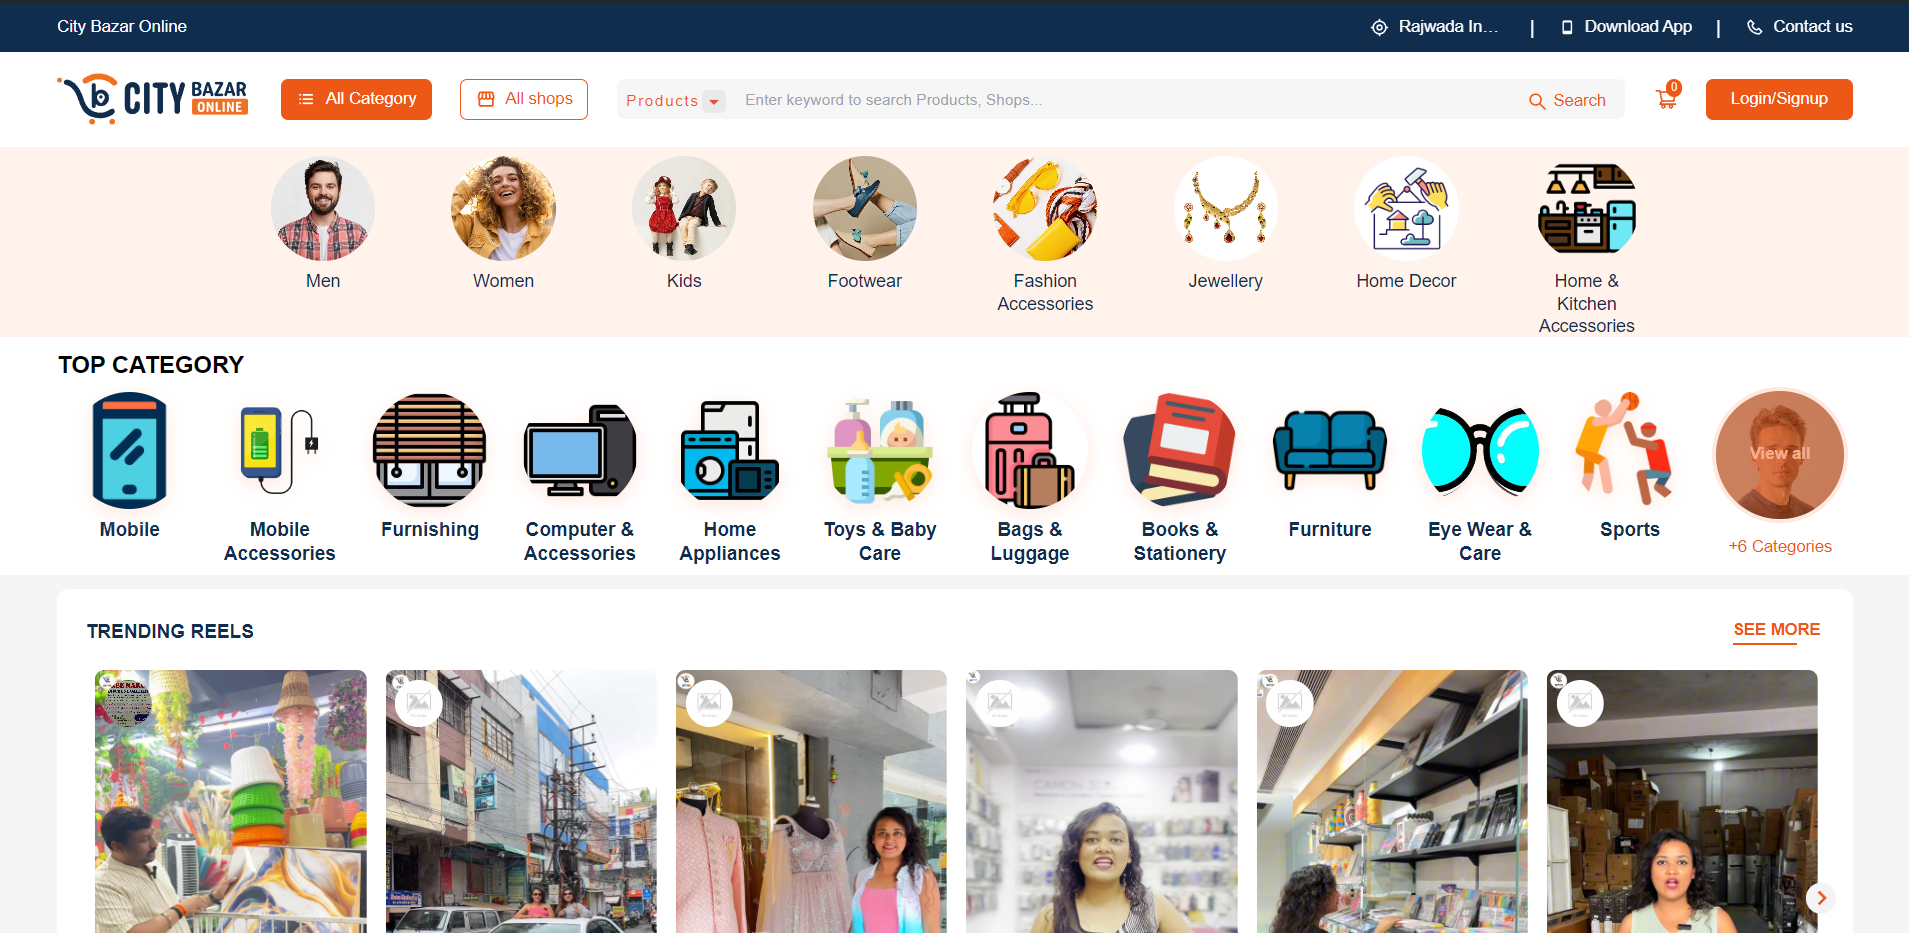 City Bazar Online
Rajwada In...
|
Download App
|
Contact us
CITY BAZAR
ONLINE
All Category
All shops
Products
Enter keyword to search Products, Shops...
Search
0
Login/Signup
Men
Women
Kids
Footwear
Fashion
Accessories
Jewellery
Home Decor
Home &
Kitchen
Accessories
TOP CATEGORY
View all
Mobile
Mobile
Accessories
Furnishing
Computer &
Accessories
Home
Appliances
Toys & Baby
Care
Bags &
Luggage
Books &
Stationery
Furniture
Eye Wear &
Care
Sports
+6 Categories
TRENDING REELS
SEE MORE